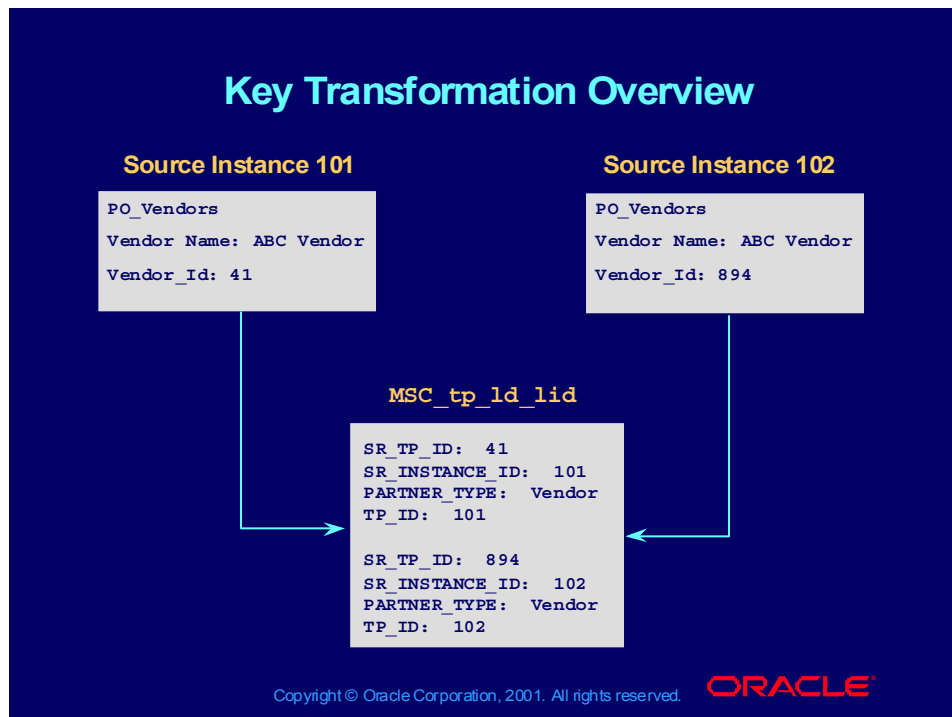 Key Transformation Overview
Source Instance 101
PO_Vendors
Vendor Name: ABC Vendor
Vendor_Id: 41
Source Instance 102
PO_Vendors
Vendor Name: ABC Vendor
Vendor_Id: 894
MSC_tp_ld_lid
SR_TP_ID: 41
SR_INSTANCE_ID: 101
PARTNER_TYPE: Vendor
TP_ID: 101
SR_TP_ID: 894
SR_INSTANCE_ID: 102
PARTNER_TYPE: Vendor
TP_ID: 102
Copyright © Oracle Corporation, 2001. All rights reserved.
ORACLE®